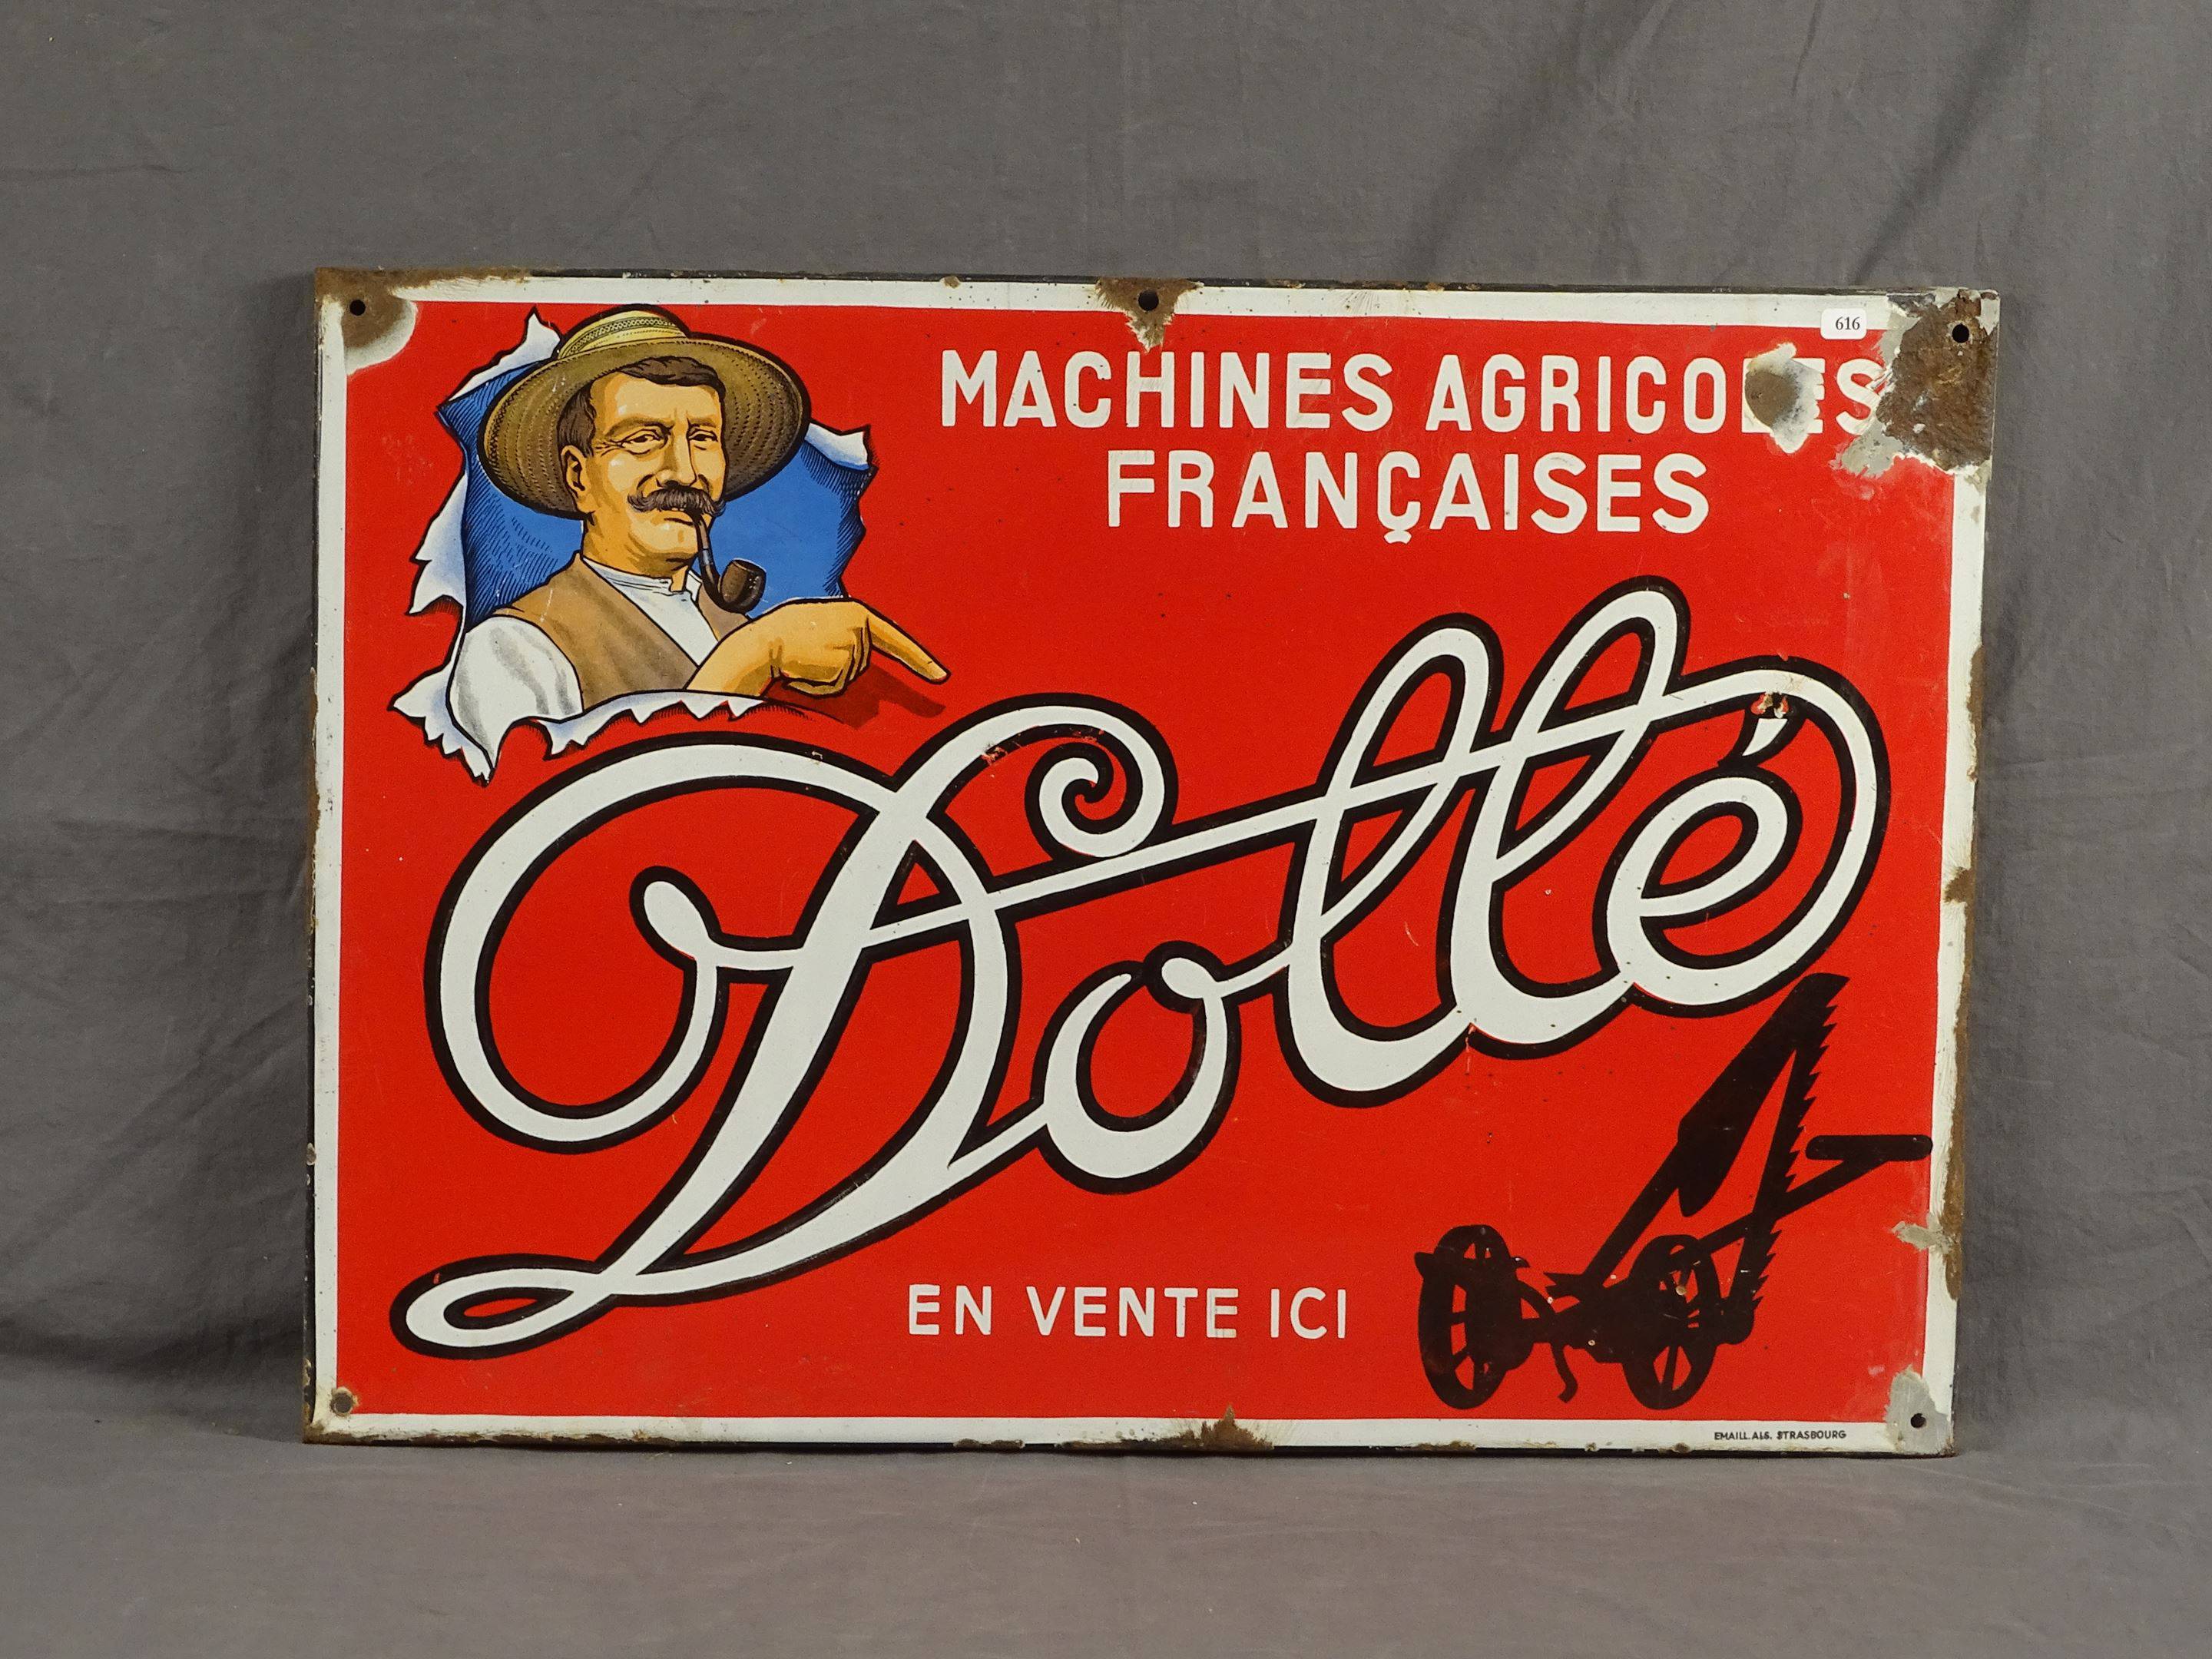 616
MACHINES AGRICOLES
FRANÇAISES
Dollé
EN VENTE ICI
EMAILL. ALS. STRASBOURG